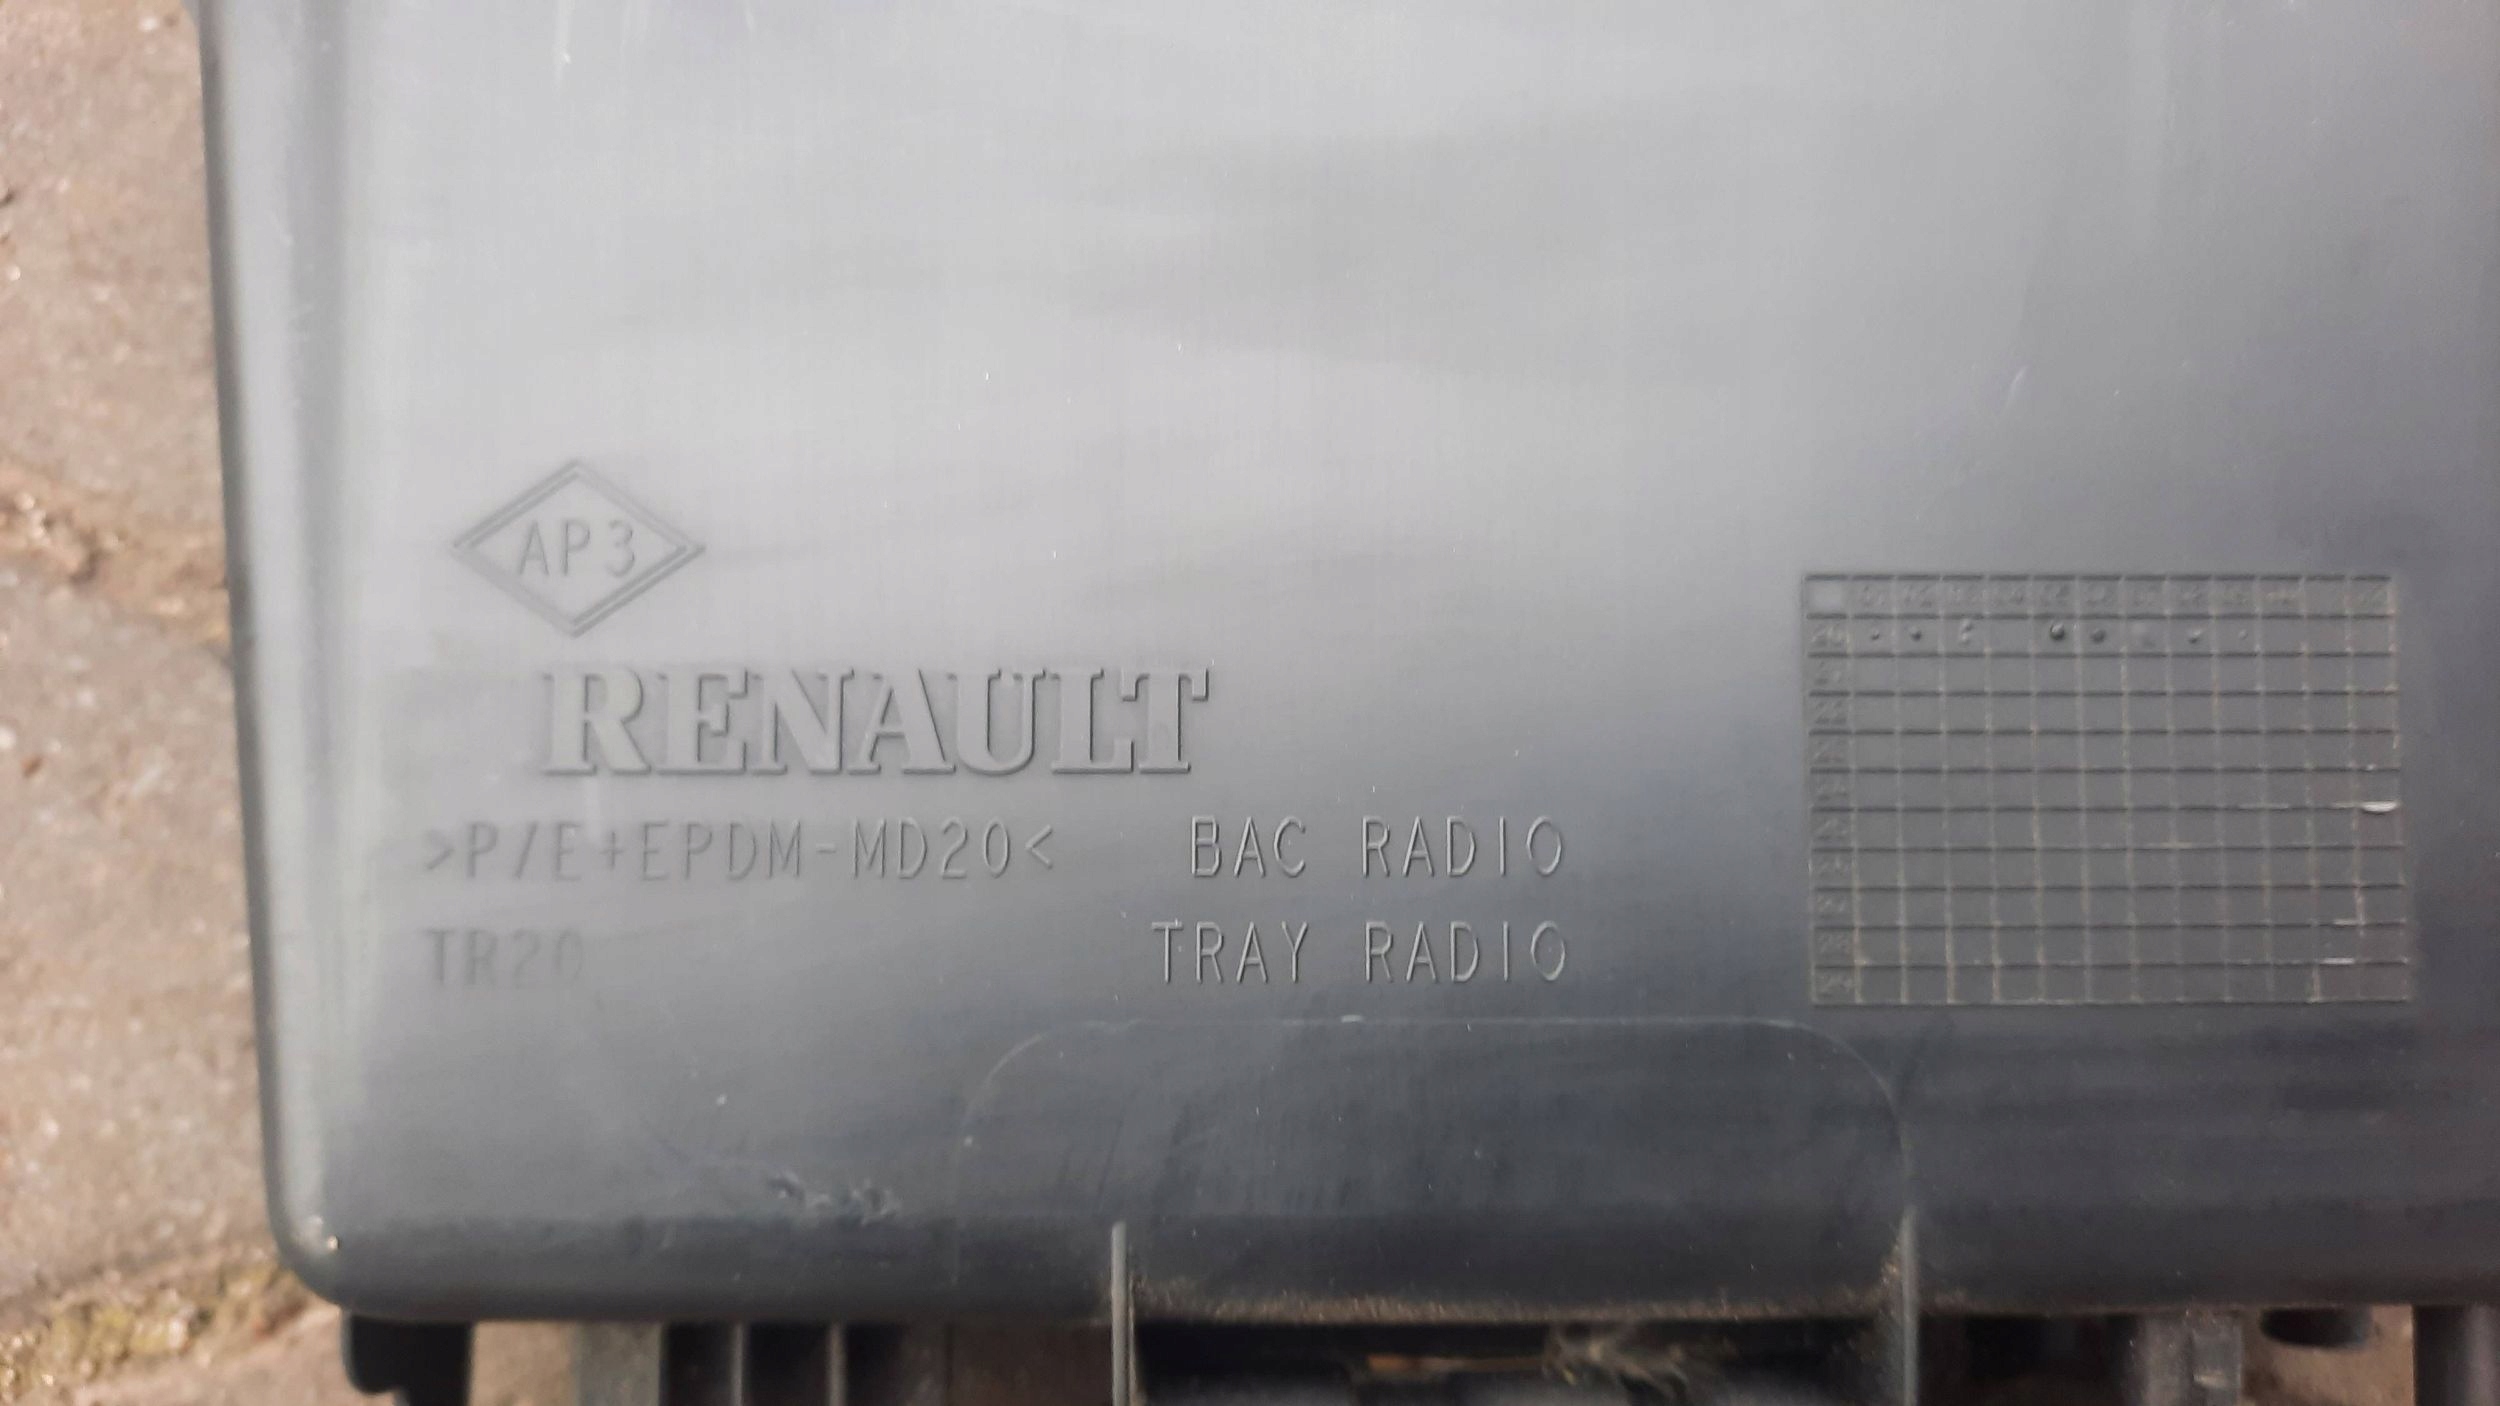 AP3
RENAULT
>P/E+EPDM-MD20< BAC RADIO
TR20 TRAY RADIO